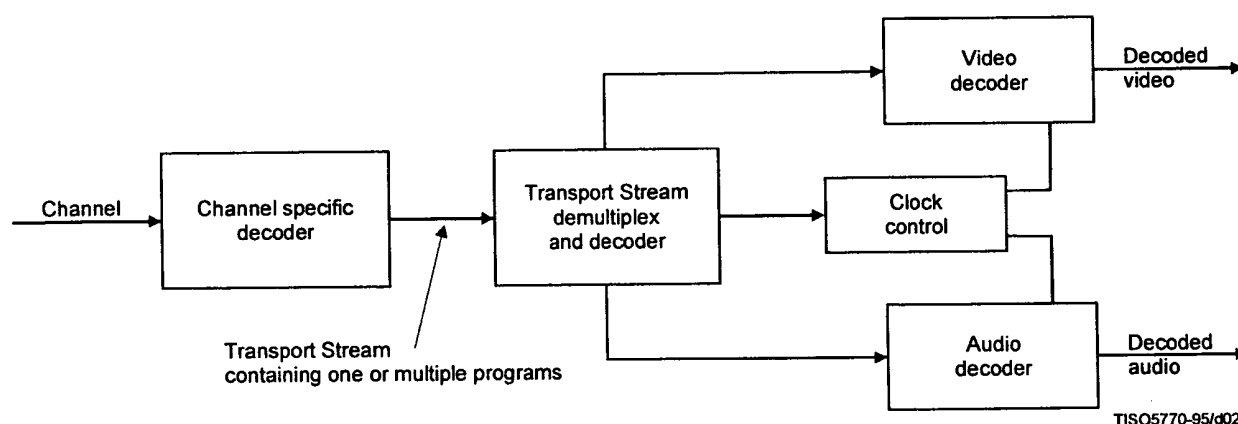 Channel
Channel specific
decoder
Transport Stream
containing one or multiple programs
Transport Stream
demultiplex
and decoder
Video
decoder
Decoded
video
Clock
control
Audio
decoder
Decoded
audio
TISO5770-95/d02